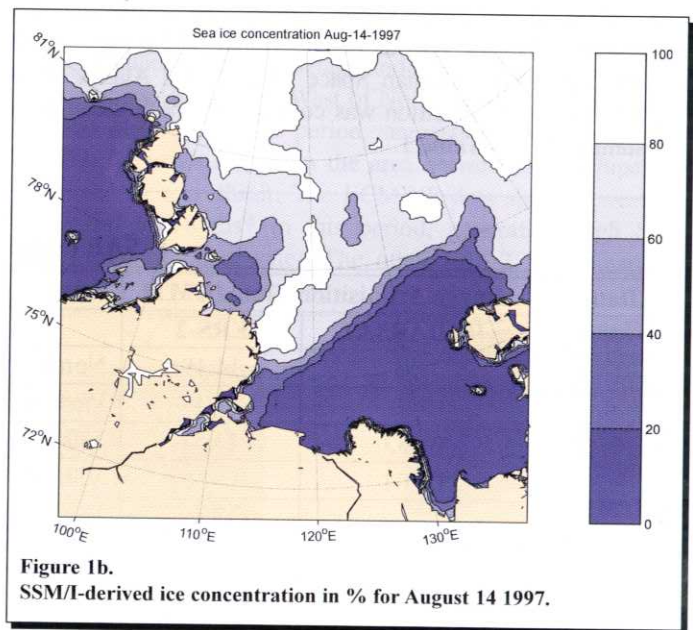 Sea ice concentration Aug-14-1997
81°N
78°N
75°N
72°N
100°E
110°E
120°E
130°E
100
80
60
40
20
0
Figure 1b.
SSM/I-derived ice concentration in % for August 14 1997.